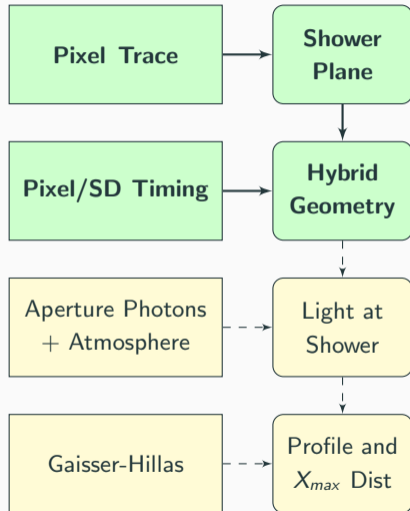 Pixel Trace
Shower
Plane
Pixel/SD Timing
Hybrid
Geometry
Aperture Photons
+ Atmosphere
Light at
Shower
Gaisser-Hillas
Profile and
Xmax Dist